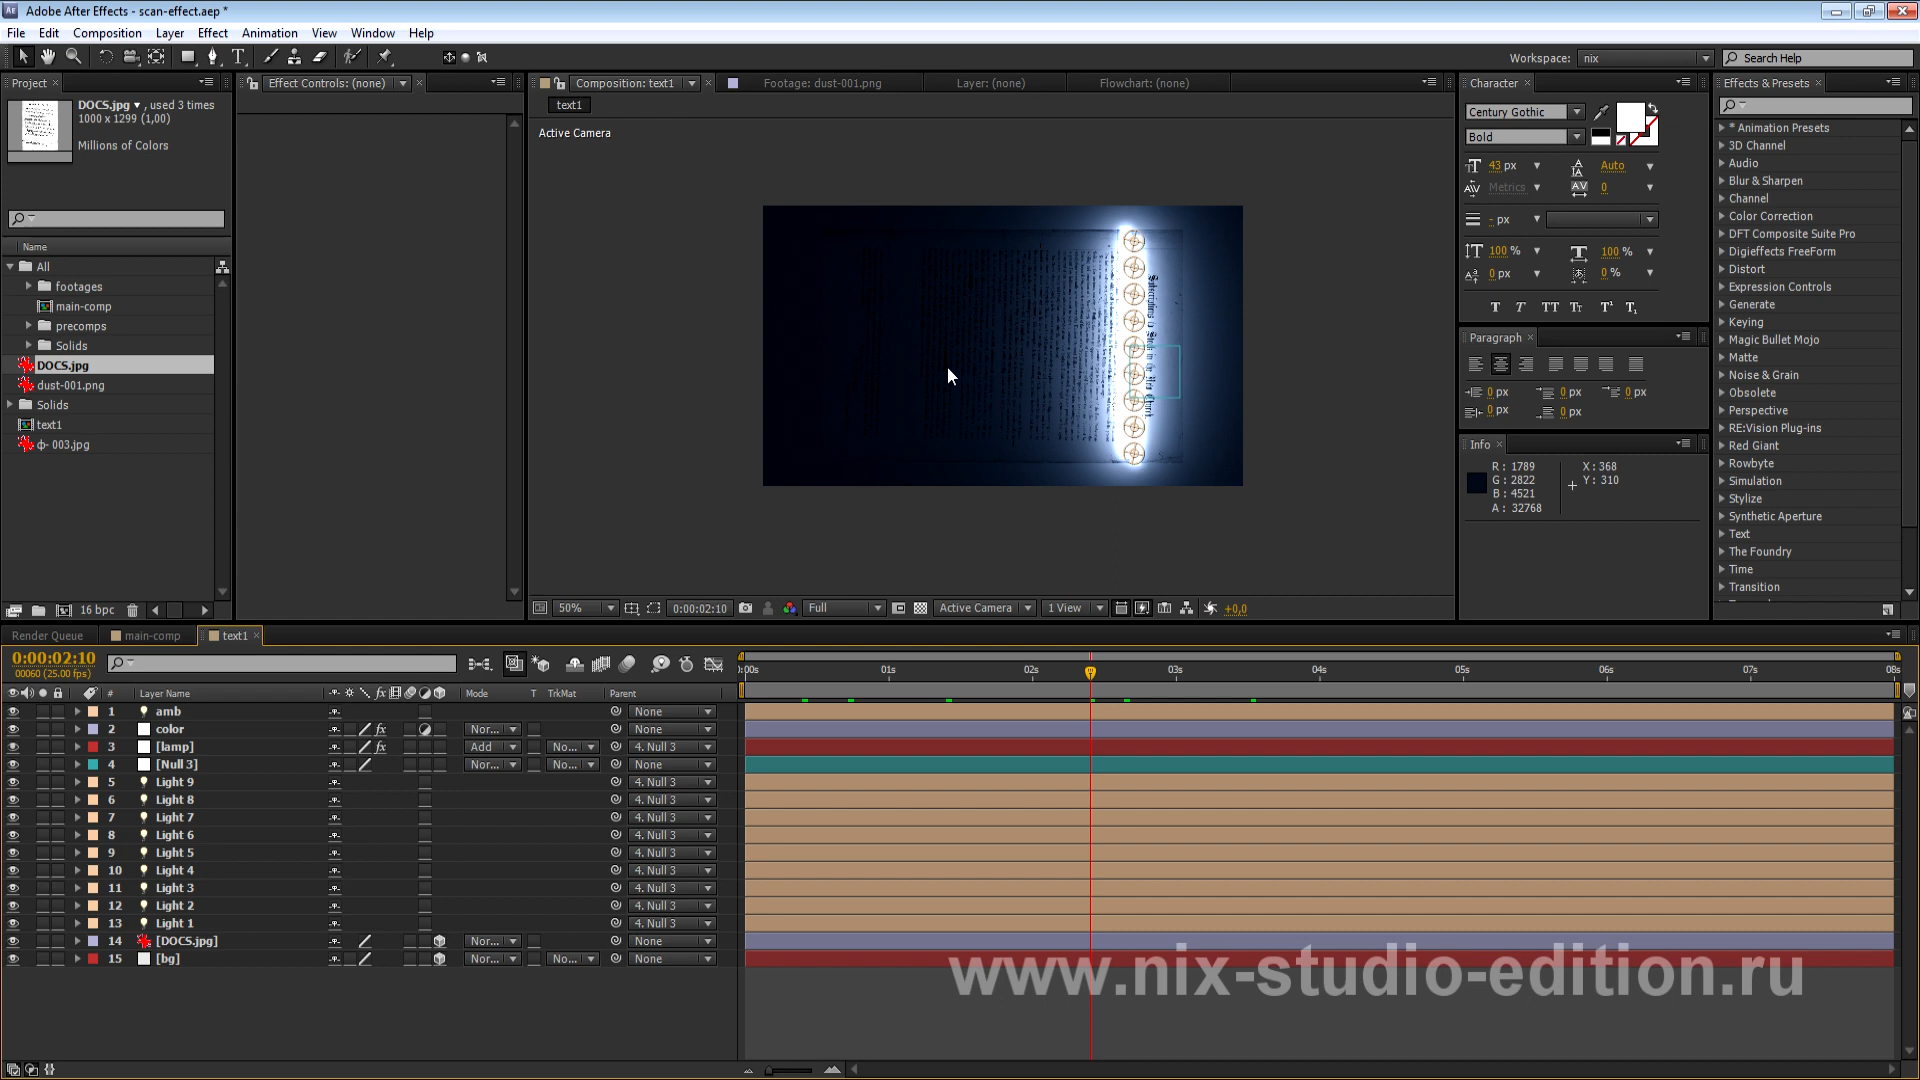 Adobe After Effects - scan-effect.aep *
File Edit Composition Layer Effect Animation View Window Help
Workspace: nix Search Help
Project Effect Controls: (none) Composition: text1 Footage: dust-001.png Layer: (none) Flowchart: (none) Character Effects & Presets
DOCS.jpg , used 3 times
1000 x 1299 (1,00)
Millions of Colors
text1
Active Camera
Name
All
footages
main-comp
precomps
Solids
DOCS.jpg
dust-001.png
Solids
text1
ф- 003.jpg
16 bpc
50% 0:00:02:10 Full Active Camera 1 View +0,0
Century Gothic
Bold
43 px Auto
Metrics 0
- px
100 % 100 %
0 px 0 %
T T TT Tт T¹ T₁
Paragraph
0 px 0 px 0 px
0 px 0 px
Info
R : 1789 X : 368
G : 2822 Y : 310
B : 4521
A : 32768
* Animation Presets
3D Channel
Audio
Blur & Sharpen
Channel
Color Correction
DFT Composite Suite Pro
Digieffects FreeForm
Distort
Expression Controls
Generate
Keying
Magic Bullet Mojo
Matte
Noise & Grain
Obsolete
Perspective
RE:Vision Plug-ins
Red Giant
Rowbyte
Simulation
Stylize
Synthetic Aperture
Text
The Foundry
Time
Transition
Render Queue main-comp text1
0:00:02:10
00060 (25.00 fps)
:00s 01s 02s 03s 04s 05s 06s 07s 08s
# Layer Name Mode T TrkMat Parent
1 amb None
2 color Nor... None
3 [lamp] Add No... 4. Null 3
4 [Null 3] Nor... No... None
5 Light 9 4. Null 3
6 Light 8 4. Null 3
7 Light 7 4. Null 3
8 Light 6 4. Null 3
9 Light 5 4. Null 3
10 Light 4 4. Null 3
11 Light 3 4. Null 3
12 Light 2 4. Null 3
13 Light 1 4. Null 3
14 [DOCS.jpg] Nor... None
15 [bg] Nor... No... None
www.nix-studio-edition.ru